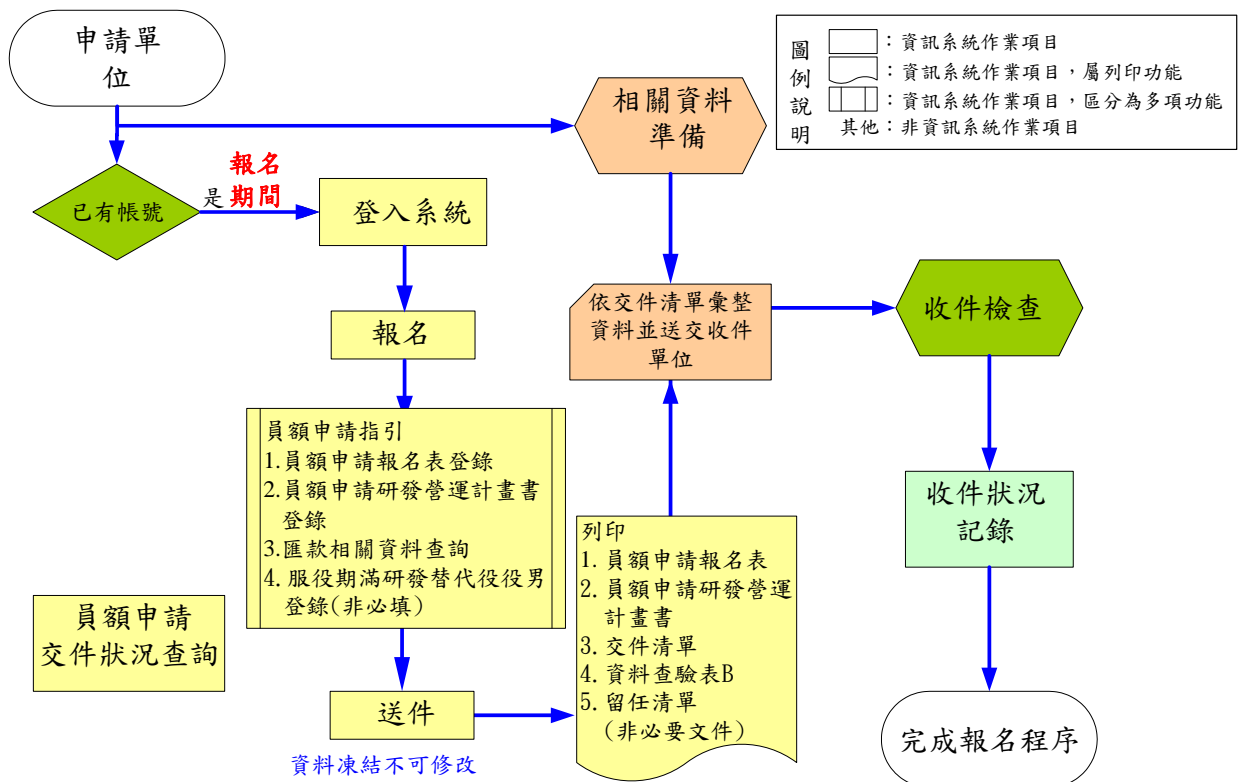 申請單
位
圖
例
說
明
：資訊系統作業項目
：資訊系統作業項目，屬列印功能
：資訊系統作業項目，區分為多項功能
其他：非資訊系統作業項目
相關資料
準備
已有帳號
是
報名
期間
登入系統
報名
依交件清單彙整
資料並送交收件
單位
收件檢查
員額申請指引
1.員額申請報名表登錄
2.員額申請研發營運計畫書
登錄
3.匯款相關資料查詢
4.服役期滿研發替代役役男
登錄(非必填)
收件狀況
記錄
列印
1.員額申請報名表
2.員額申請研發營運
計畫書
3.交件清單
4.資料查驗表B
5.留任清單
(非必要文件)
員額申請
交件狀況查詢
送件
資料凍結不可修改
完成報名程序